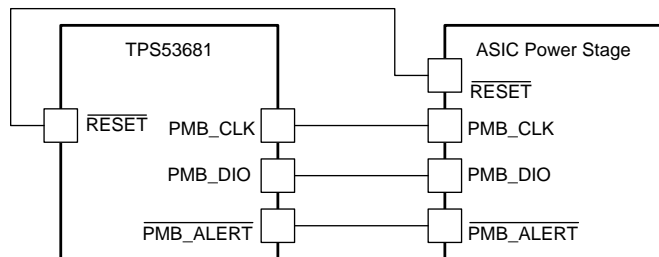 TPS53681
ASIC Power Stage
RESET
RESET
PMB_CLK
PMB_CLK
PMB_DIO
PMB_DIO
PMB_ALERT
PMB_ALERT